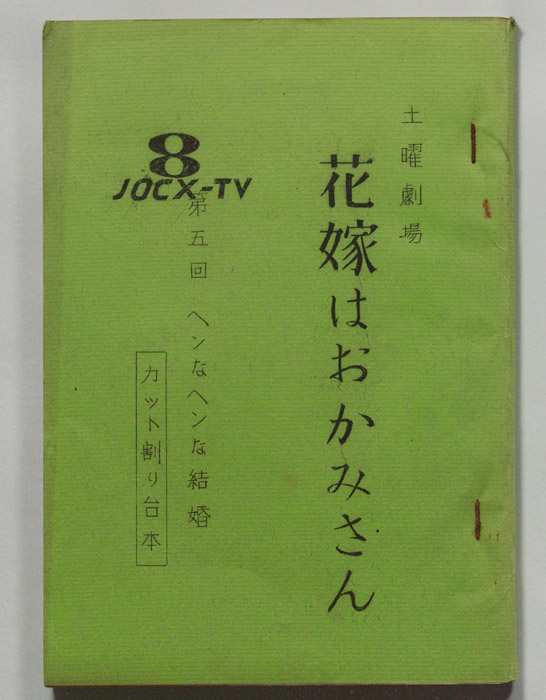 土曜劇場
花嫁はおかみさん
8
JOCX-TV
第五回 ヘンなヘンな結婚
カット割り台本